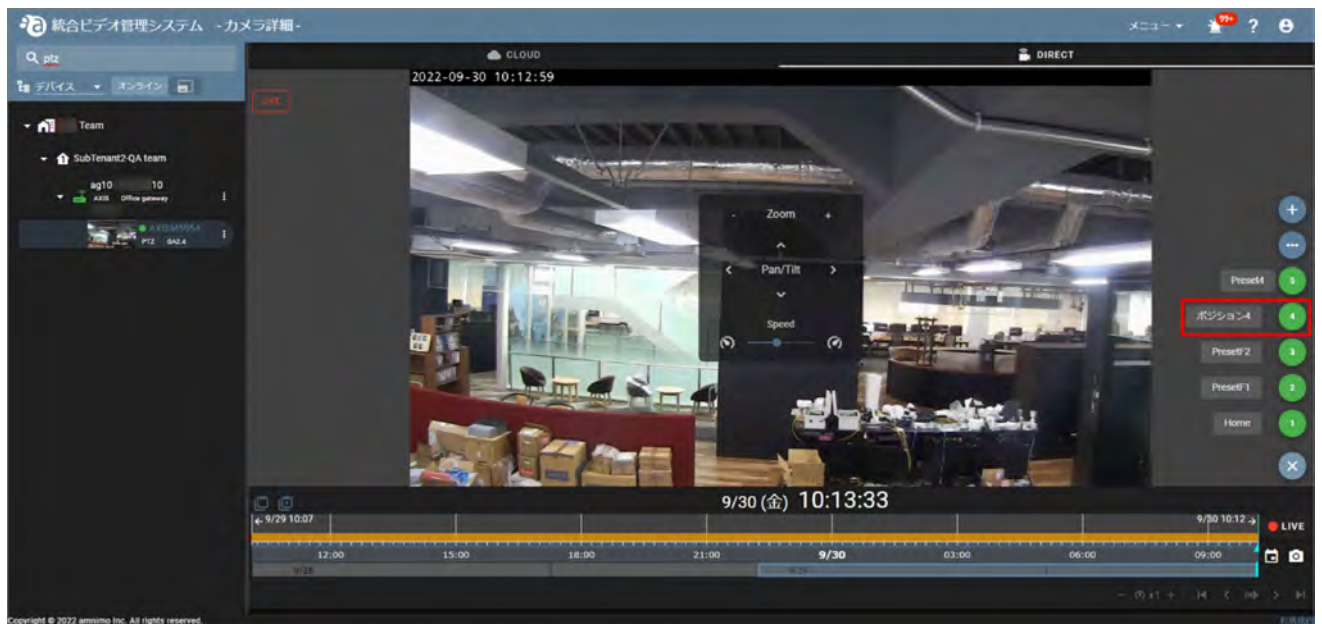 統合ビデオ管理システム -カメラ詳細-
メニュー
99+
?
ptz
CLOUD
DIRECT
デバイス
オンライン
2022-09-30 10:12:59
LIVE
Team
SubTenant2-QA team
ag10 10
AXIS Office gateway
AXISM5054
PTZ GA2.4
- Zoom +
Pan/Tilt
Speed
Preset4 5
ポジション4 4
PresetF2 3
PresetF1 2
Home 1
9/30 (金) 10:13:33
9/29 10:07
9/30 10:12
LIVE
12:00 15:00 18:00 21:00 9/30 03:00 06:00 09:00
9/28 9/29
x1
Copyright © 2022 amnimo Inc. All rights reserved.